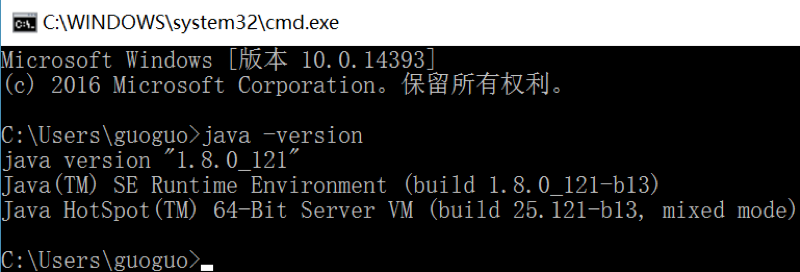 C:\WINDOWS\system32\cmd.exe
Microsoft Windows [版本 10.0.14393]
(c) 2016 Microsoft Corporation。保留所有权利。
C:\Users\guoguo>java -version
java version "1.8.0_121"
Java(TM) SE Runtime Environment (build 1.8.0_121-b13)
Java HotSpot(TM) 64-Bit Server VM (build 25.121-b13, mixed mode)
C:\Users\guoguo>